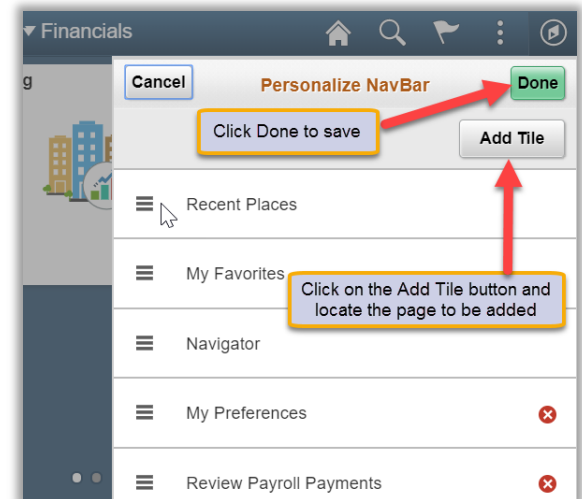 Financials
g
Cancel
Personalize NavBar
Done
Click Done to save
Add Tile
Recent Places
My Favorites
Click on the Add Tile button and
locate the page to be added
Navigator
My Preferences
Review Payroll Payments